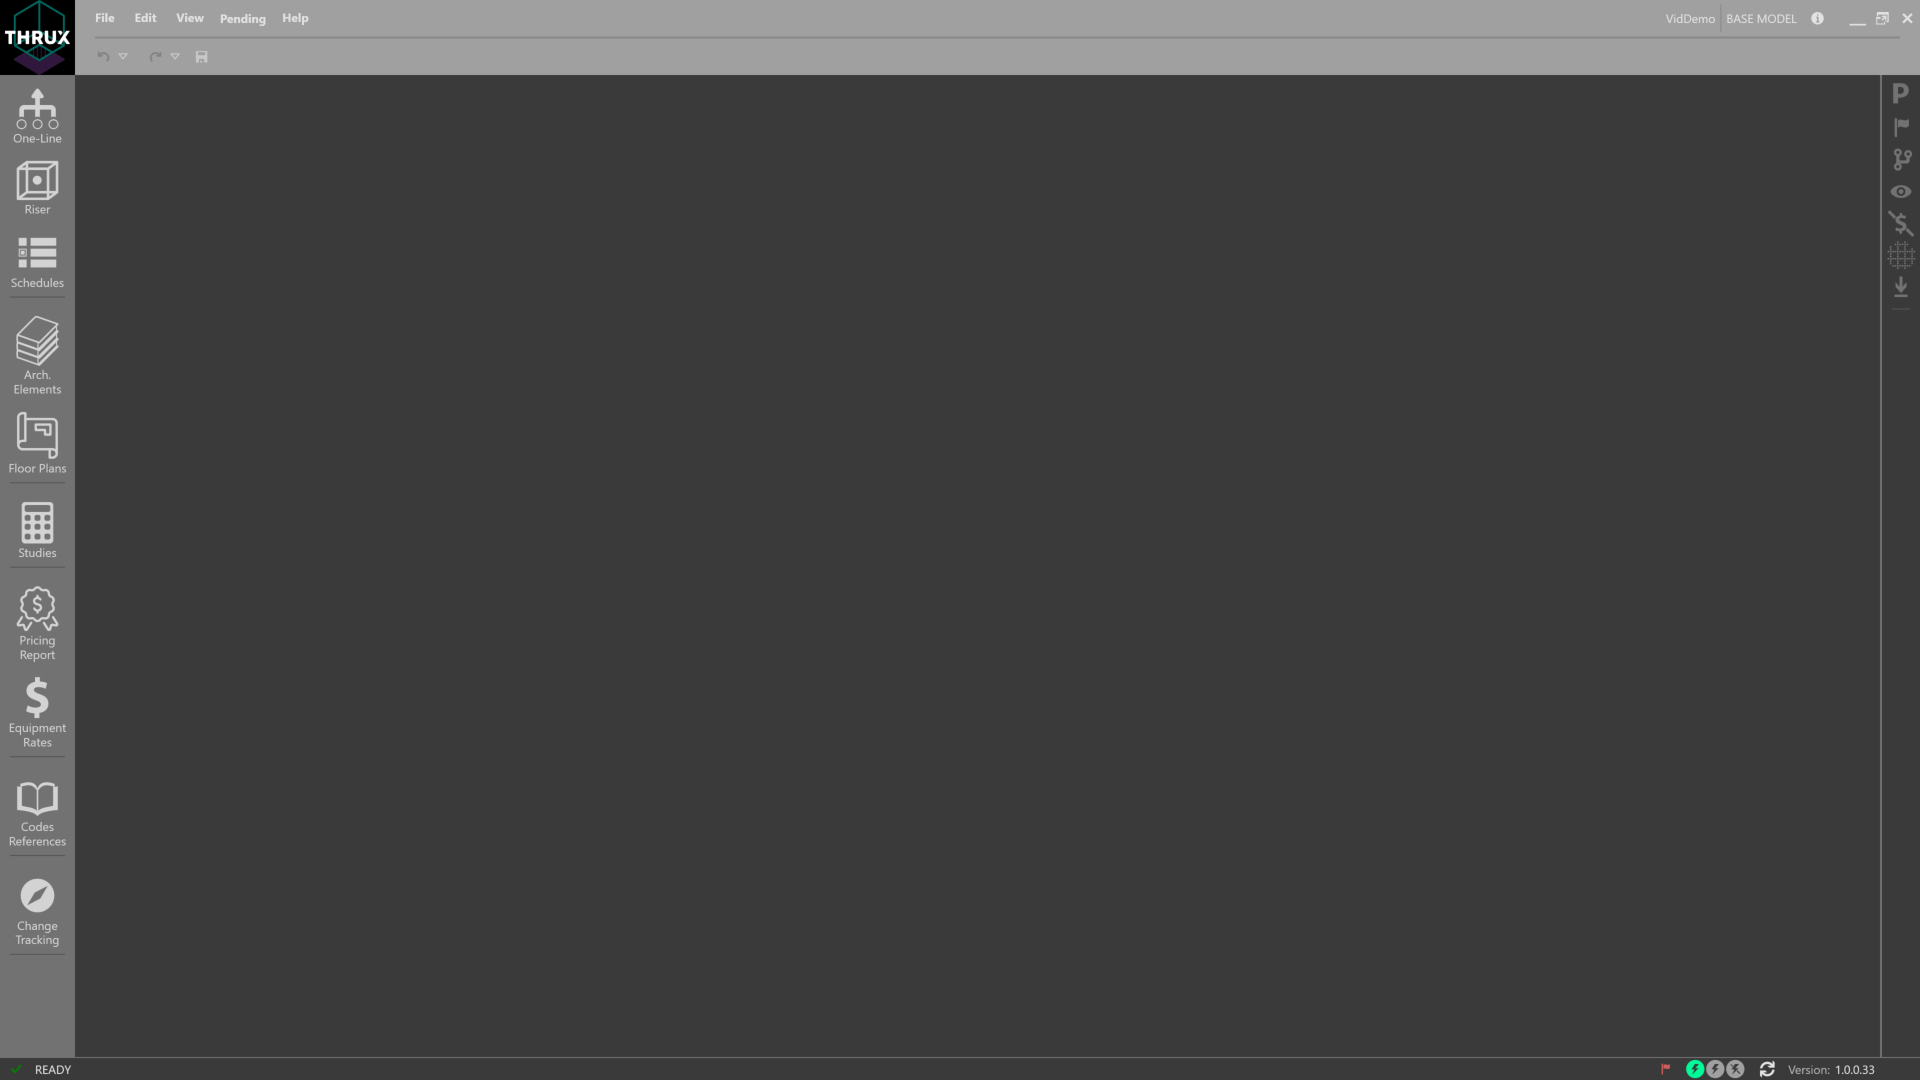 THRUX
File Edit View Pending Help
VidDemo BASE MODEL
One-Line
Riser
Schedules
Arch.
Elements
Floor Plans
Studies
Pricing
Report
Equipment
Rates
Codes
References
Change
Tracking
P
READY
Version: 1.0.0.33